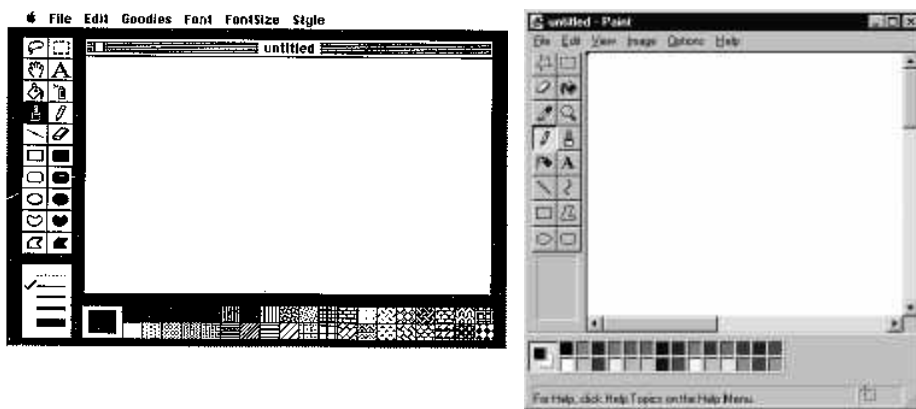 File Edit Goodies Font FontSize Style
untitled
A
untitled - Paint
File Edit View Image Options Help
A
For Help, click Help Topics on the Help Menu.